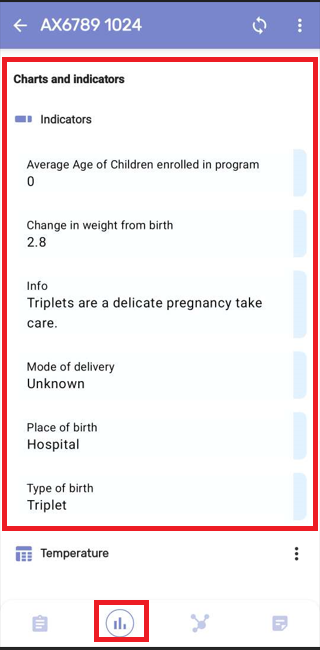 AX6789 1024
Charts and indicators
Indicators
Average Age of Children enrolled in program
0
Change in weight from birth
2.8
Info
Triplets are a delicate pregnancy take
care.
Mode of delivery
Unknown
Place of birth
Hospital
Type of birth
Triplet
Temperature